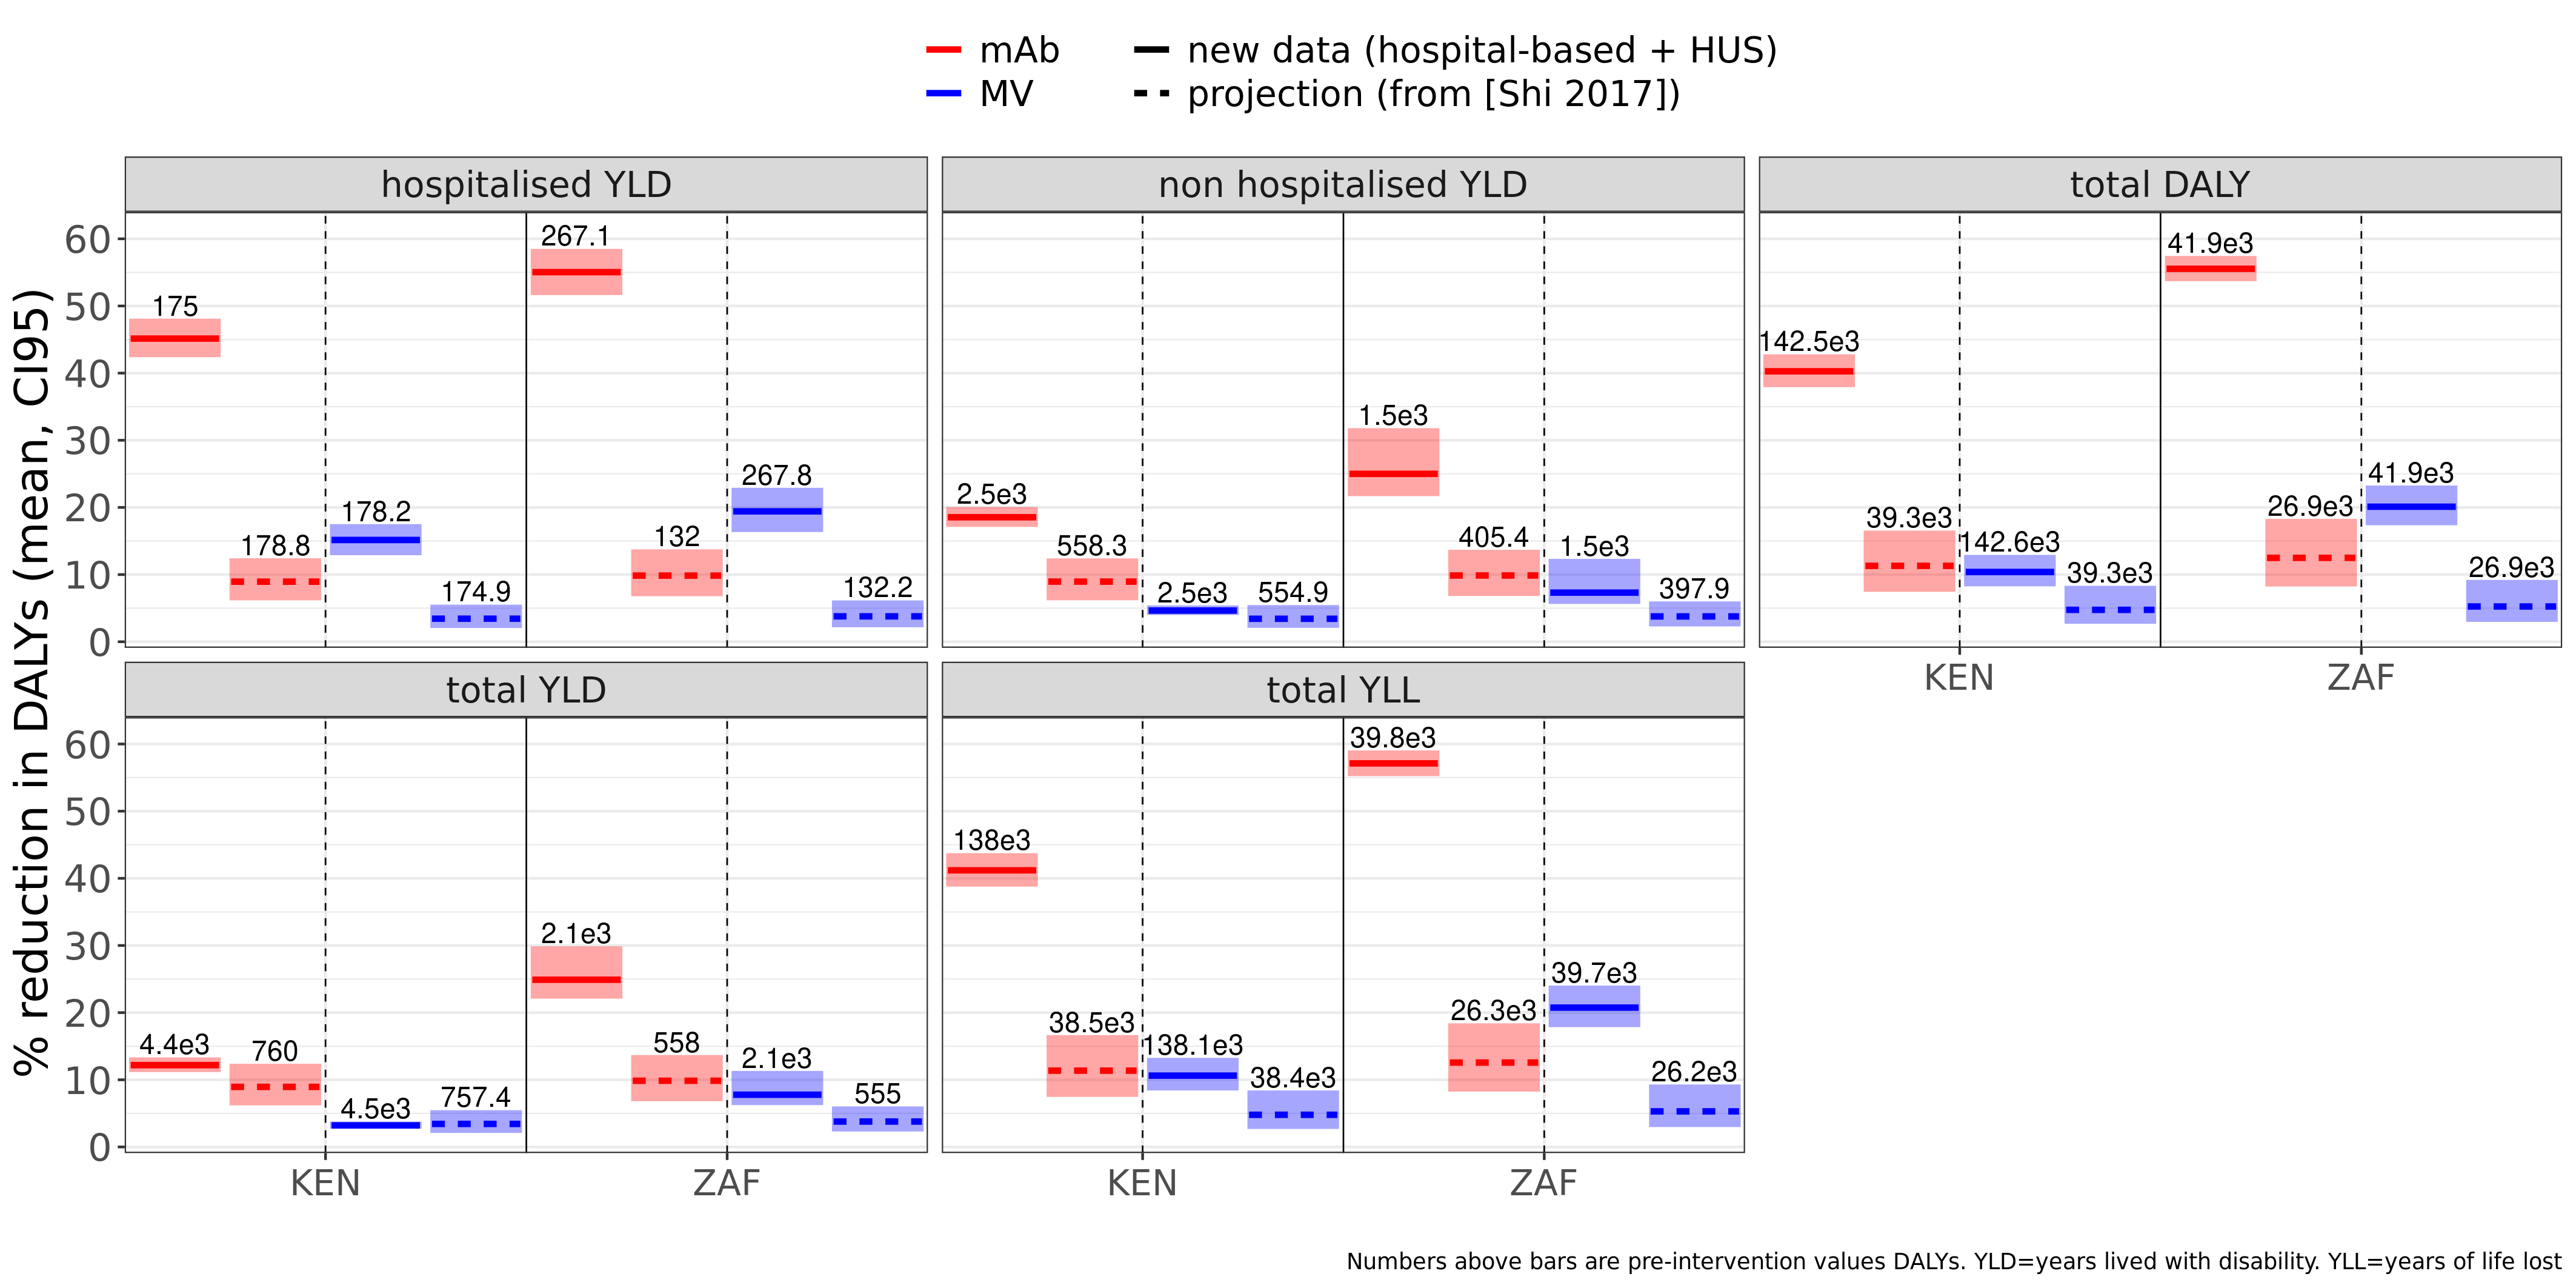 mAb
new data (hospital-based + HUS)
MV
projection (from [Shi 2017])
% reduction in DALYs (mean, CI95)
hospitalised YLD
60
50
40
30
20
10
0
175
178.8
178.2
174.9
267.1
132
267.8
132.2
non hospitalised YLD
2.5e3
558.3
2.5e3
554.9
1.5e3
405.4
1.5e3
397.9
total DALY
142.5e3
39.3e3
142.6e3
39.3e3
41.9e3
26.9e3
41.9e3
26.9e3
KEN
ZAF
total YLD
60
50
40
30
20
10
0
4.4e3
760
4.5e3
757.4
2.1e3
558
2.1e3
555
KEN
ZAF
total YLL
138e3
38.5e3
138.1e3
38.4e3
39.8e3
26.3e3
39.7e3
26.2e3
KEN
ZAF
Numbers above bars are pre-intervention values DALYs. YLD=years lived with disability. YLL=years of life lost